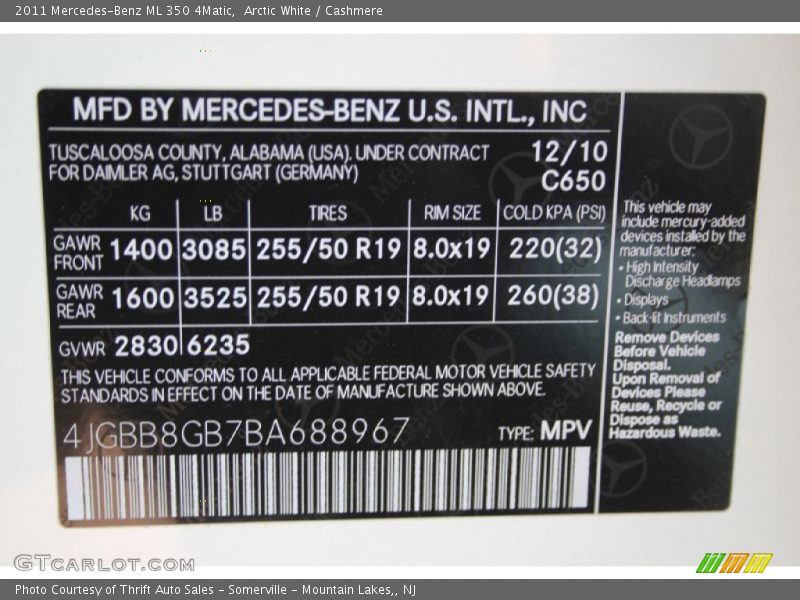 2011 Mercedes-Benz ML 350 4Matic,  Arctic White / Cashmere
MFD BY MERCEDES-BENZ U.S. INTL., INC
TUSCALOOSA COUNTY, ALABAMA (USA). UNDER CONTRACT
FOR DAIMLER AG, STUTTGART (GERMANY)
12/10
C650
KG LB TIRES RIM SIZE COLD KPA (PSI)
GAWR FRONT 1400 3085 255/50 R19 8.0x19 220(32)
GAWR REAR 1600 3525 255/50 R19 8.0x19 260(38)
GVWR 2830 6235
THIS VEHICLE CONFORMS TO ALL APPLICABLE FEDERAL MOTOR VEHICLE SAFETY
STANDARDS IN EFFECT ON THE DATE OF MANUFACTURE SHOWN ABOVE.
4JGBB8GB7BA688967 TYPE: MPV
This vehicle may
include mercury-added
devices installed by the
manufacturer:
• High Intensity
Discharge Headlamps
• Displays
• Back-lit Instruments
Remove Devices
Before Vehicle
Disposal.
Upon Removal of
Devices Please
Reuse, Recycle or
Dispose as
Hazardous Waste.
GTCARLOT.COM
Photo Courtesy of Thrift Auto Sales - Somerville - Mountain Lakes,, NJ